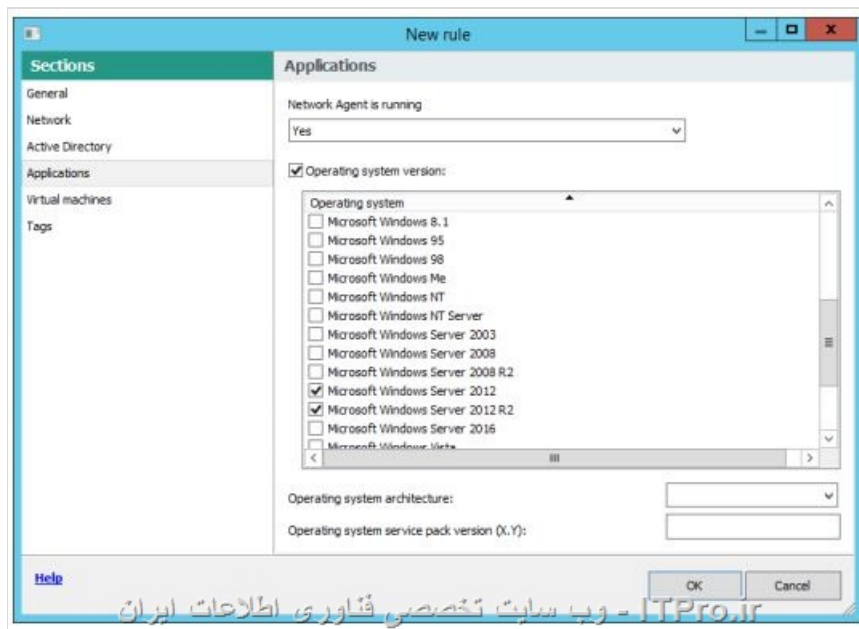 New rule
Sections
General
Network
Active Directory
Applications
Virtual machines
Tags
Applications
Network Agent is running
Yes
Operating system version:
Operating system
Microsoft Windows 8.1
Microsoft Windows 95
Microsoft Windows 98
Microsoft Windows Me
Microsoft Windows NT
Microsoft Windows NT Server
Microsoft Windows Server 2003
Microsoft Windows Server 2008
Microsoft Windows Server 2008 R2
Microsoft Windows Server 2012
Microsoft Windows Server 2012 R2
Microsoft Windows Server 2016
Microsoft Windows Vista
Operating system architecture:
Operating system service pack version (X.Y):
Help
OK
Cancel
ITPro.ir - وب سایت تخصصی فناوری اطلاعات ایران